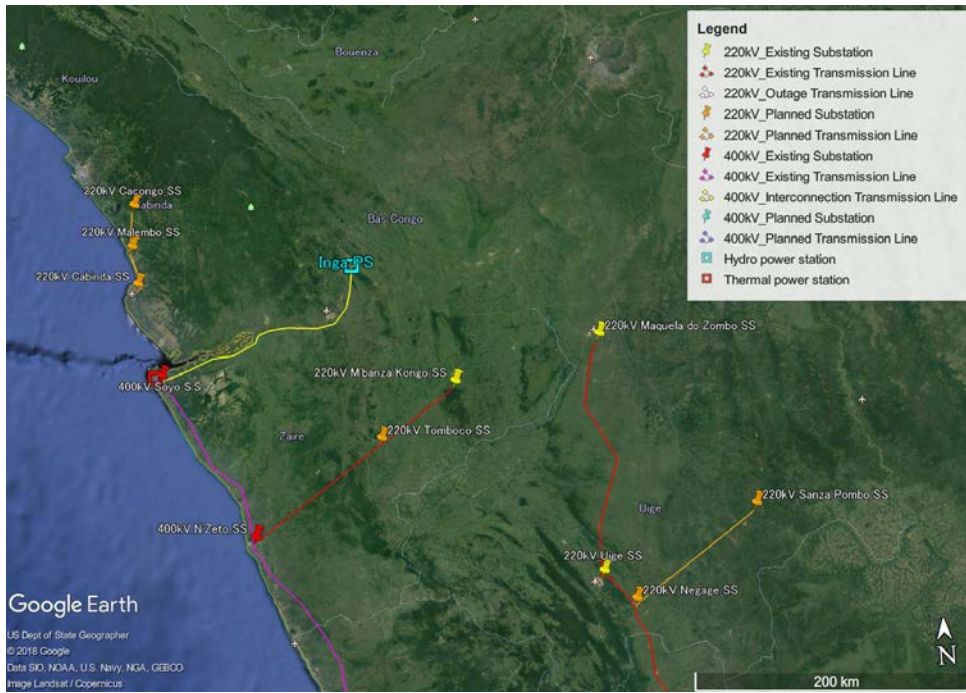 Legend
220kV_Existing Substation
220kV_Existing Transmission Line
220kV_Outage Transmission Line
220kV_Planned Substation
220kV_Planned Transmission Line
400kV_Existing Substation
400kV_Existing Transmission Line
400kV_Interconnection Transmission Line
400kV_Planned Substation
400kV_Planned Transmission Line
Hydro power station
Thermal power station
Bouenza
Kouilou
220kV Cacongo SS
abinda
Bas Congo
220kV Malembo SS
Inga PS
220kV Cabinda SS
220kV Maquela do Zombo SS
400kV Soyo SS
220kV M'banza Kongo SS
Zaire
220kV Tomboco SS
220kV Sanza Pombo SS
Uige
400kV N'Zeto SS
220kV Uige SS
220kV Negage SS
Google Earth
US Dept of State Geographer
© 2018 Google
Data SIO, NOAA, U.S. Navy, NGA, GEBCO
Image Landsat / Copernicus
N
200 km